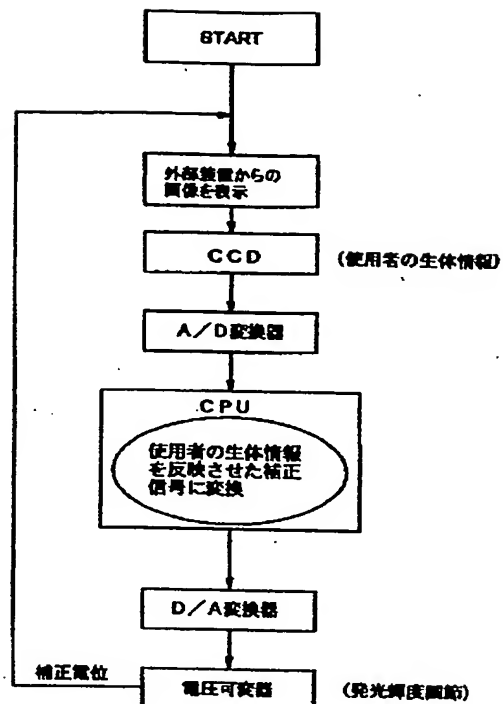 START
外部装置からの
画像を表示
CCD
(使用者の生体情報)
A/D変換器
CPU
使用者の生体情報
を反映させた補正
信号に変換
D/A変換器
補正電位
電圧可変器
(発光輝度調節)